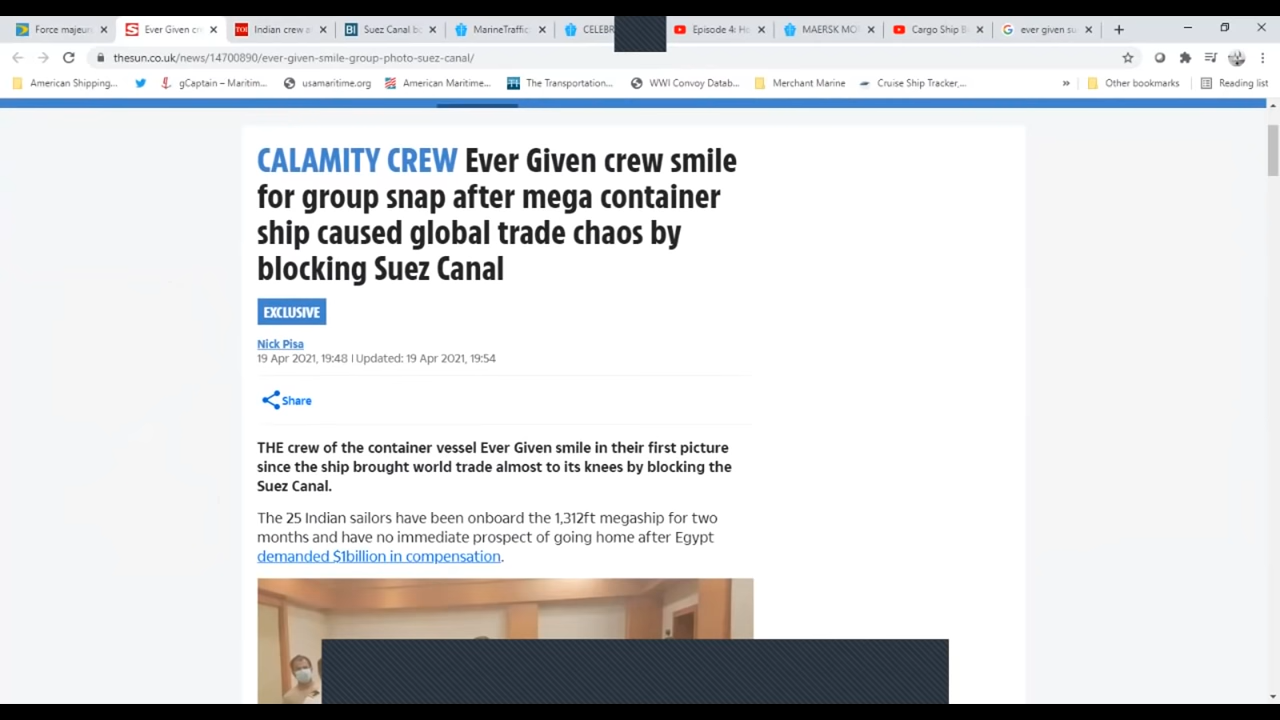 Force majeur
Ever Given cr
Indian crew a
Suez Canal bo
MarineTraffic
CELEBR
Episode 4: Ho
MAERSK MO
Cargo Ship B
ever given su
thesun.co.uk/news/14700890/ever-given-smile-group-photo-suez-canal/
American Shipping...
gCaptain – Maritim...
usamaritime.org
American Maritime...
The Transportation...
WWI Convoy Datab...
Merchant Marine
Cruise Ship Tracker,...
»
Other bookmarks
Reading list
CALAMITY CREW Ever Given crew smile
for group snap after mega container
ship caused global trade chaos by
blocking Suez Canal
EXCLUSIVE
Nick Pisa
19 Apr 2021, 19:48 | Updated: 19 Apr 2021, 19:54
Share
THE crew of the container vessel Ever Given smile in their first picture
since the ship brought world trade almost to its knees by blocking the
Suez Canal.
The 25 Indian sailors have been onboard the 1,312ft megaship for two
months and have no immediate prospect of going home after Egypt
demanded $1billion in compensation.